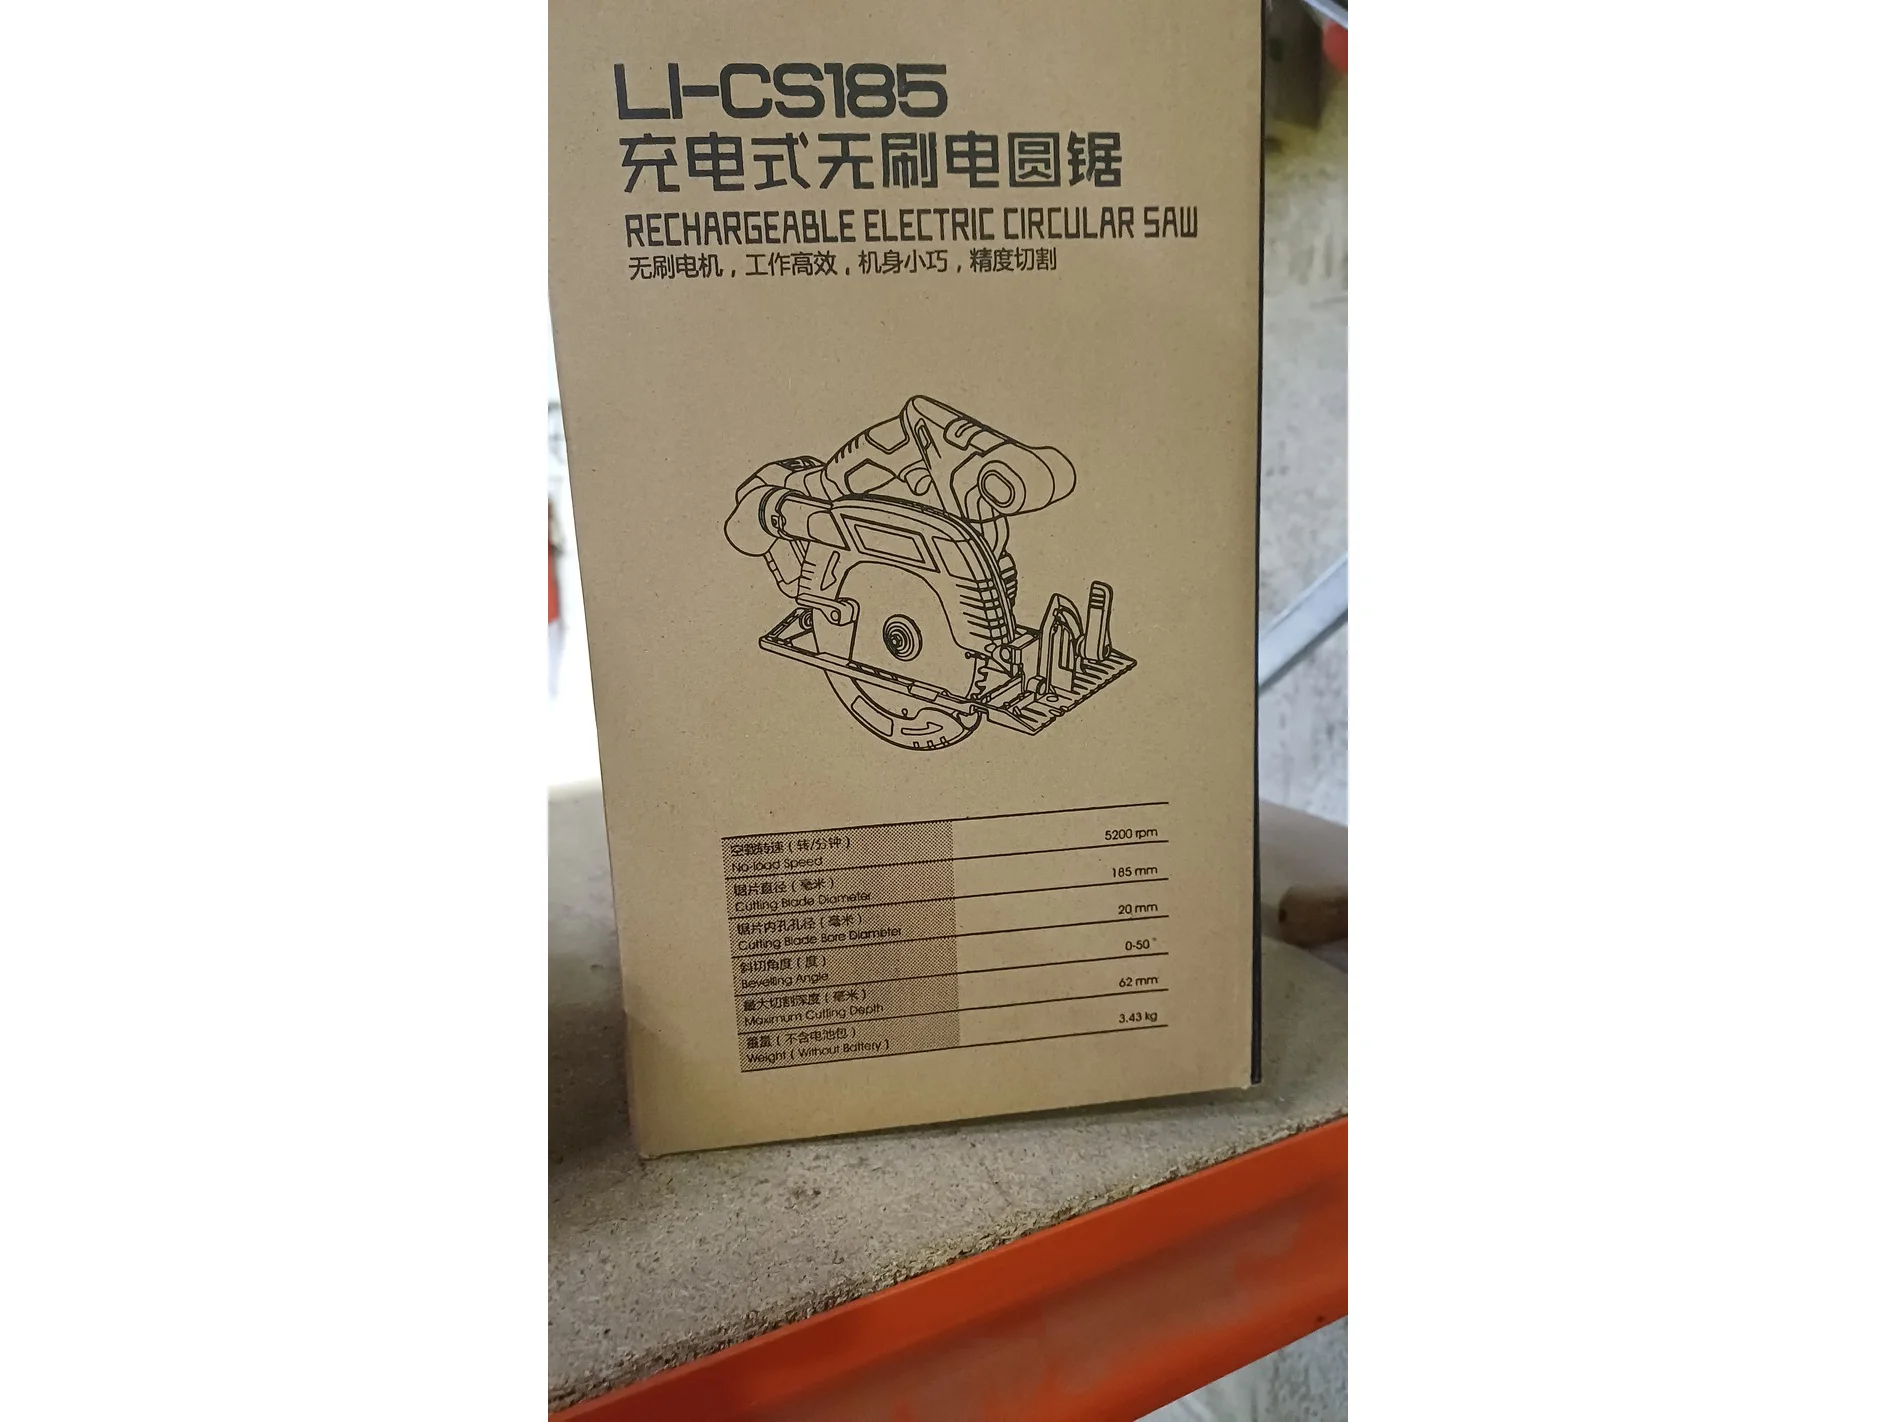 LI-CS185
充电式无刷电圆锯
RECHARGEABLE ELECTRIC CIRCULAR SAW
无刷电机，工作高效，机身小巧，精度切割
空载转速（转/分钟）
No-load Speed
5200 rpm
锯片直径（毫米）
Cutting Blade Diameter
185 mm
锯片内孔孔径（毫米）
Cutting Blade Bore Diameter
20 mm
斜切角度（度）
Bevelling Angle
0-50°
最大切割深度（毫米）
Maximum Cutting Depth
62 mm
重量（不含电池包）
Weight ( Without Battery )
3.43 kg